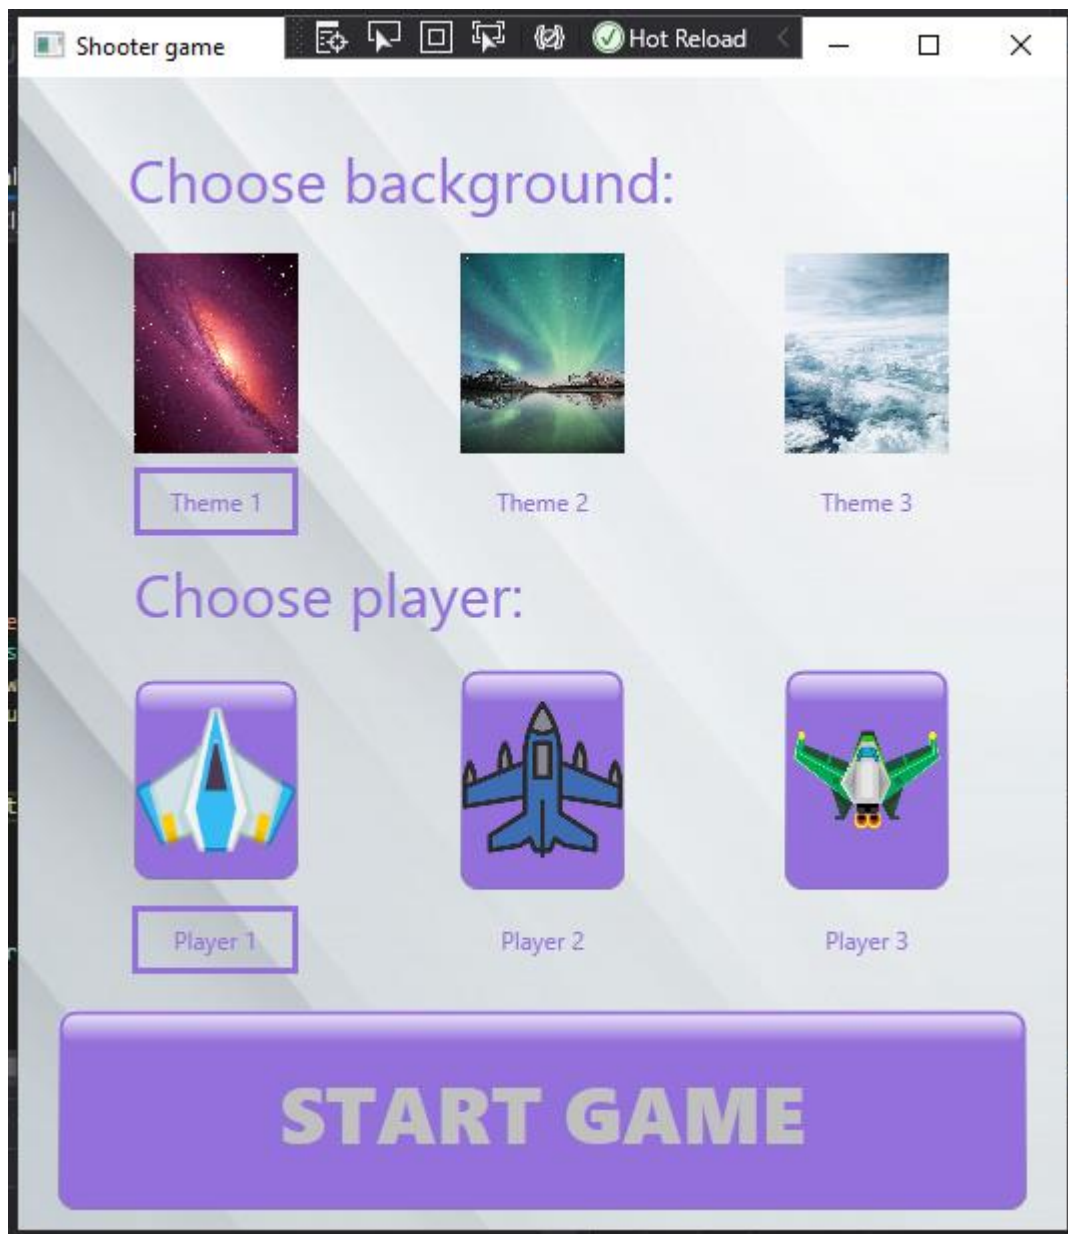 Shooter game
Hot Reload
Choose background:
Theme 1
Theme 2
Theme 3
Choose player:
Player 1
Player 2
Player 3
START GAME